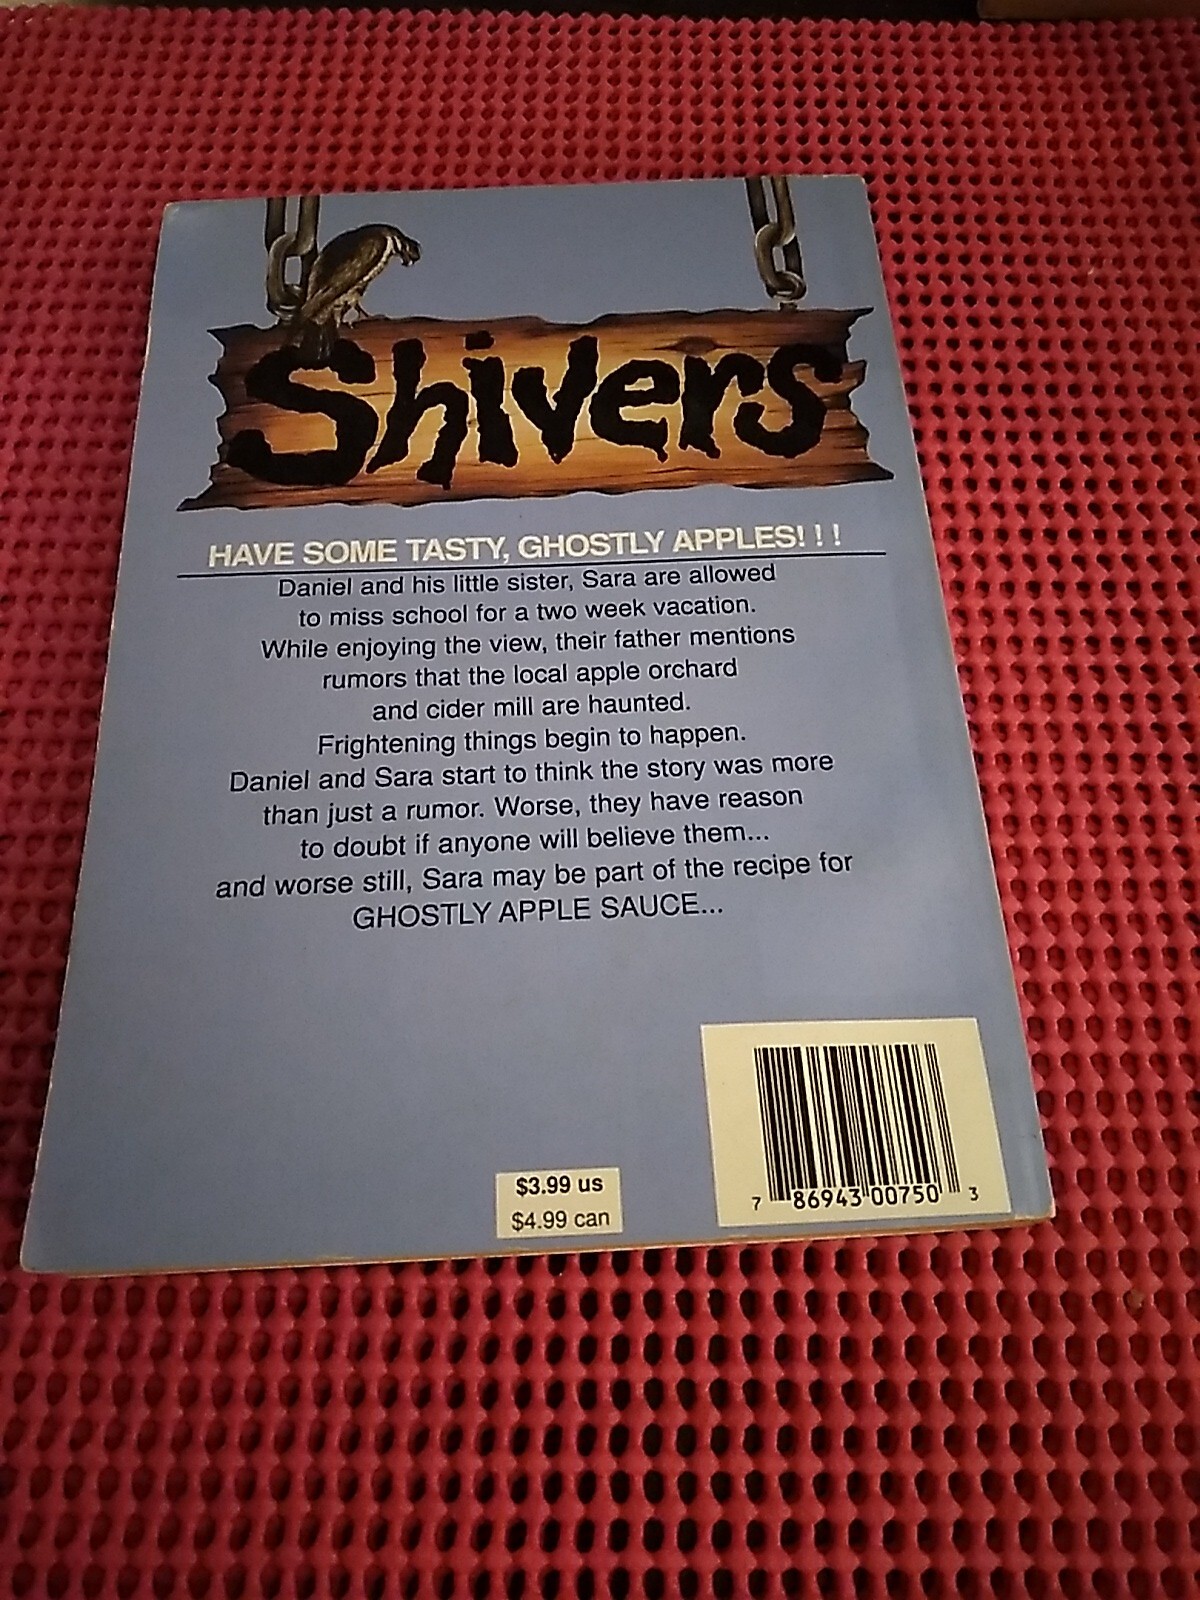 Shivers
HAVE SOME TASTY, GHOSTLY APPLES!!!
Daniel and his little sister, Sara are allowed
to miss school for a two week vacation.
While enjoying the view, their father mentions
rumors that the local apple orchard
and cider mill are haunted.
Frightening things begin to happen.
Daniel and Sara start to think the story was more
than just a rumor. Worse, they have reason
to doubt if anyone will believe them...
and worse still, Sara may be part of the recipe for
GHOSTLY APPLE SAUCE...
$3.99 us
$4.99 can
7 86943 00750 3